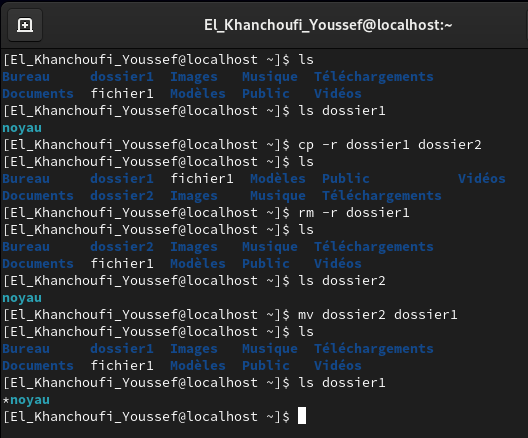 El_Khanchoufi_Youssef@localhost:~
[El_Khanchoufi_Youssef@localhost ~]$ ls
Bureau     dossier1  Images   Musique  Téléchargements
Documents  fichier1  Modèles  Public   Vidéos
[El_Khanchoufi_Youssef@localhost ~]$ ls dossier1
noyau
[El_Khanchoufi_Youssef@localhost ~]$ cp -r dossier1 dossier2
[El_Khanchoufi_Youssef@localhost ~]$ ls
Bureau     dossier1  fichier1  Modèles  Public           Vidéos
Documents  dossier2  Images    Musique  Téléchargements
[El_Khanchoufi_Youssef@localhost ~]$ rm -r dossier1
[El_Khanchoufi_Youssef@localhost ~]$ ls
Bureau     dossier2  Images   Musique  Téléchargements
Documents  fichier1  Modèles  Public   Vidéos
[El_Khanchoufi_Youssef@localhost ~]$ ls dossier2
noyau
[El_Khanchoufi_Youssef@localhost ~]$ mv dossier2 dossier1
[El_Khanchoufi_Youssef@localhost ~]$ ls
Bureau     dossier1  Images   Musique  Téléchargements
Documents  fichier1  Modèles  Public   Vidéos
[El_Khanchoufi_Youssef@localhost ~]$ ls dossier1
*noyau
[El_Khanchoufi_Youssef@localhost ~]$